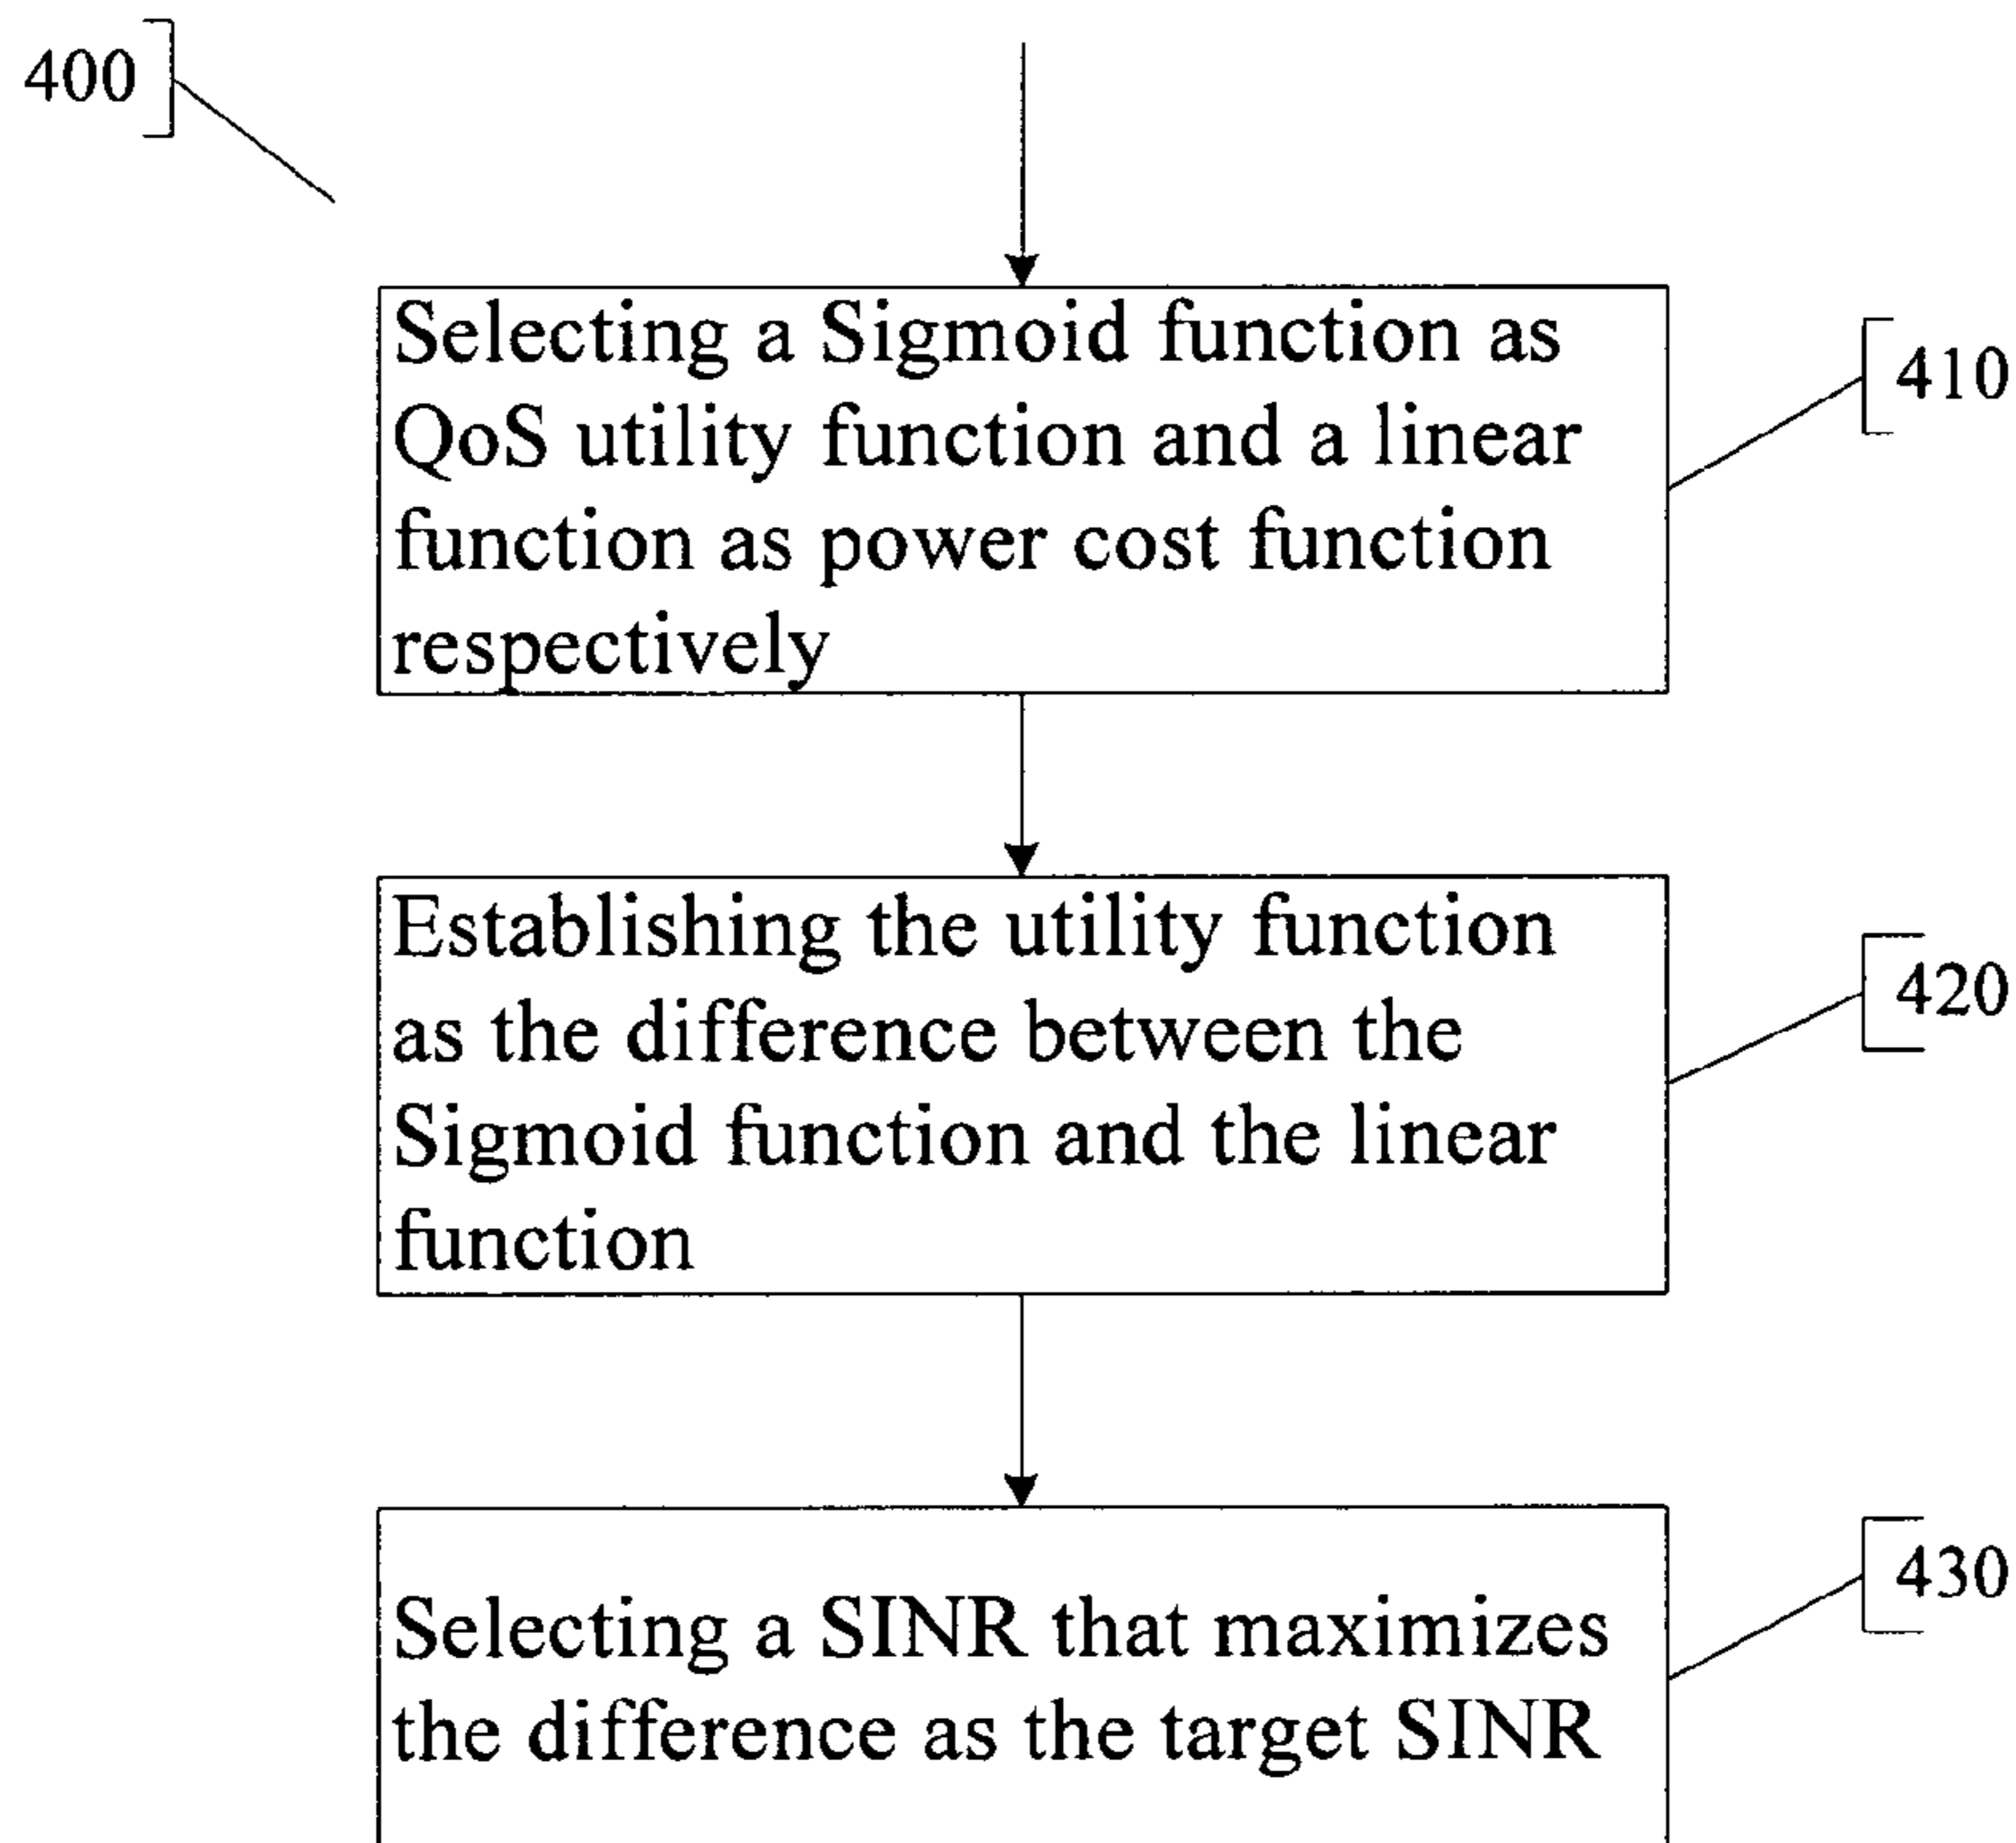 400
Selecting a Sigmoid function as
QoS utility function and a linear
function as power cost function
respectively
410
Establishing the utility function
as the difference between the
Sigmoid function and the linear
function
420
Selecting a SINR that maximizes
the difference as the target SINR
430